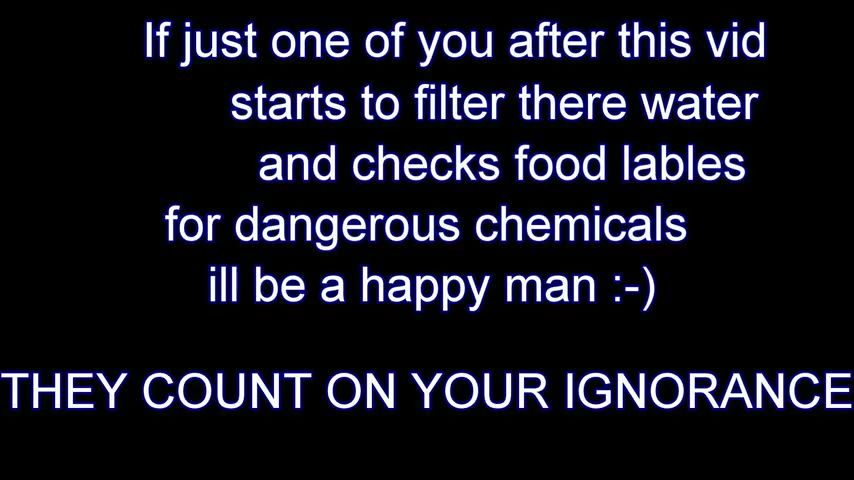 If just one of you after this vid
starts to filter there water
and checks food lables
for dangerous chemicals
ill be a happy man :-)
THEY COUNT ON YOUR IGNORANCE